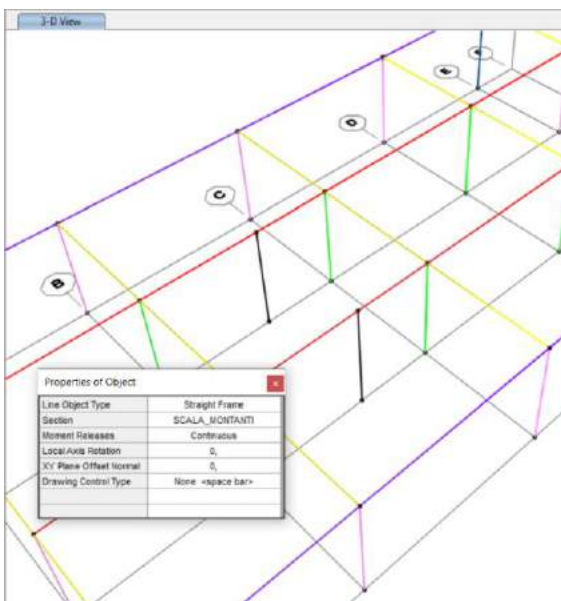 3-D View
E
D
C
B
Properties of Object
Line Object Type Straight Frame
Section SCALA_MONTANTI
Moment Releases Continuous
Local Axis Rotation 0,
XY Plane Offset Normal 0,
Drawing Control Type None <space bar>